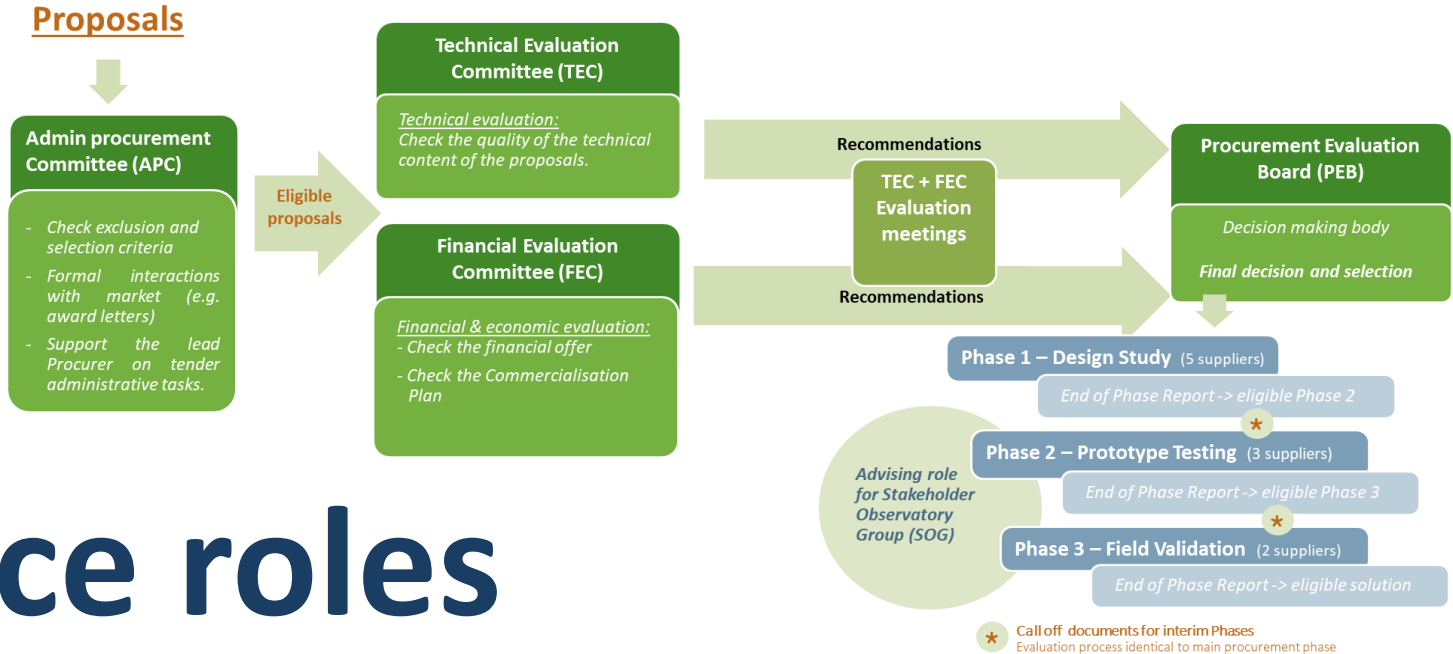 Proposals
Admin procurement
Committee (APC)
- Check exclusion and
selection criteria
- Formal interactions
with market (e.g.
award letters)
- Support the lead
Procurer on tender
administrative tasks.
Eligible
proposals
Technical Evaluation
Committee (TEC)
Technical evaluation:
Check the quality of the technical
content of the proposals.
Financial Evaluation
Committee (FEC)
Financial & economic evaluation:
- Check the financial offer
- Check the Commercialisation
Plan
Recommendations
TEC + FEC
Evaluation
meetings
Recommendations
Procurement Evaluation
Board (PEB)
Decision making body
Final decision and selection
Phase 1 – Design Study (5 suppliers)
End of Phase Report -> eligible Phase 2
*
Phase 2 – Prototype Testing (3 suppliers)
End of Phase Report -> eligible Phase 3
*
Phase 3 – Field Validation (2 suppliers)
End of Phase Report -> eligible solution
Advising role
for Stakeholder
Observatory
Group (SOG)
* Call off documents for interim Phases
Evaluation process identical to main procurement phase
ce roles